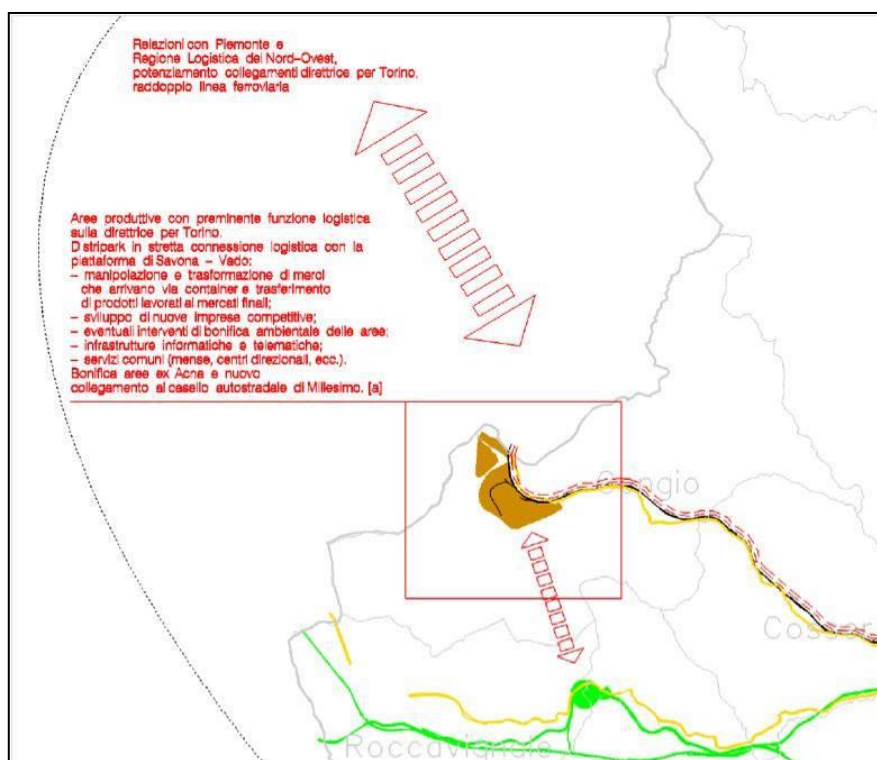 Relazioni con Piemonte e
Regione Logistica del Nord-Ovest,
potenziamento collegamenti direttrice per Torino,
raddoppio linea ferroviaria
Aree produttive con preminente funzione logistica
sulla direttrice per Torino.
Distripark in stretta connessione logistica con la
piattaforma di Savona - Vado:
- manipolazione e trasformazione di merci
che arrivano via container e trasferimento
di prodotti lavorati ai mercati finali;
- sviluppo di nuove imprese competitive;
- eventuali interventi di bonifica ambientale delle aree;
- infrastrutture informatiche e telematiche;
- servizi comuni (mense, centri direzionali, ecc.).
Bonifica aree ex Acna e nuovo
collegamento al casello autostradale di Millesimo. [a]
Cengio
Cosser
Roccavignale